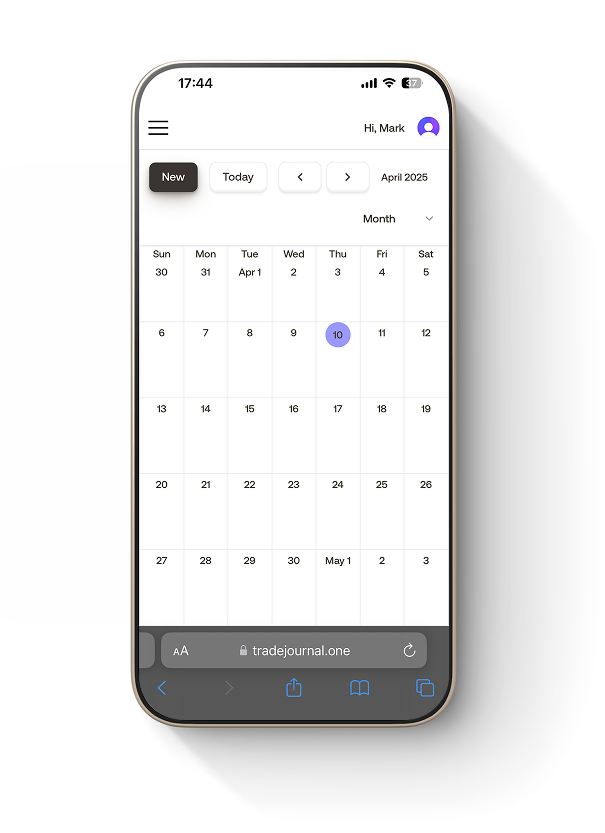 17:44
37
Hi, Mark
New Today April 2025
Month
Sun Mon Tue Wed Thu Fri Sat
30 31 Apr 1 2 3 4 5
6 7 8 9 10 11 12
13 14 15 16 17 18 19
20 21 22 23 24 25 26
27 28 29 30 May 1 2 3
AA tradejournal.one